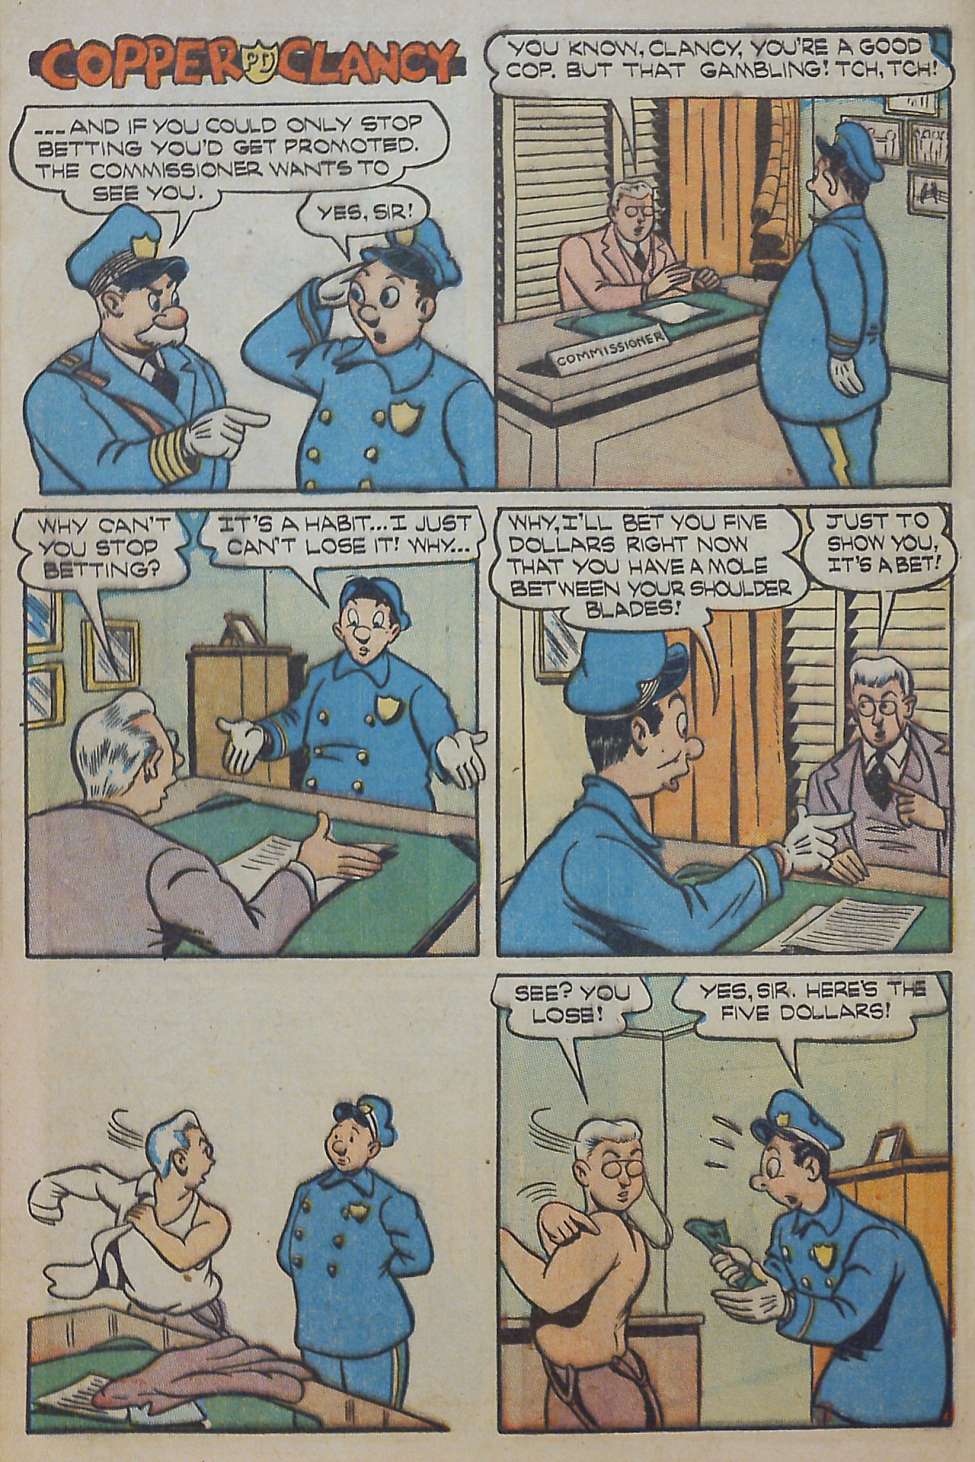 COPPER PD CLANCY
....AND IF YOU COULD ONLY STOP
BETTING YOU'D GET PROMOTED.
THE COMMISSIONER WANTS TO
SEE YOU.
YES, SIR!
YOU KNOW, CLANCY, YOU'RE A GOOD
COP. BUT THAT GAMBLING! TCH, TCH!
COMMISSIONER
WHY CAN'T
YOU STOP
BETTING?
IT'S A HABIT...I JUST
CAN'T LOSE IT! WHY...
WHY, I'LL BET YOU FIVE
DOLLARS RIGHT NOW
THAT YOU HAVE A MOLE
BETWEEN YOUR SHOULDER
BLADES!
JUST TO
SHOW YOU,
IT'S A BET!
SEE? YOU
LOSE!
YES, SIR. HERE'S THE
FIVE DOLLARS!